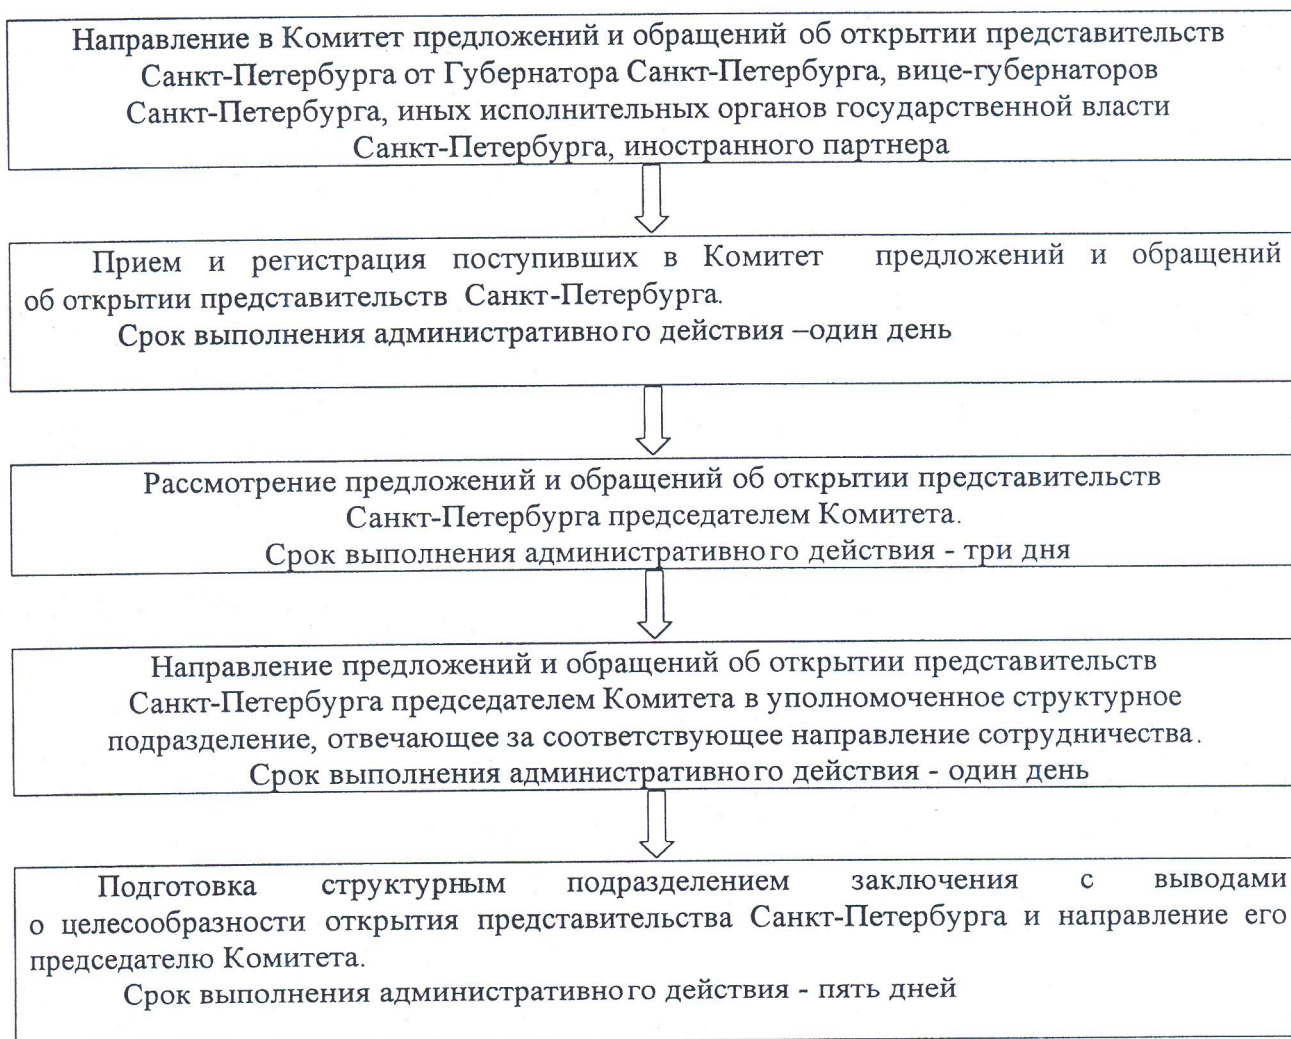 Направление в Комитет предложений и обращений об открытии представительств
Санкт-Петербурга от Губернатора Санкт-Петербурга, вице-губернаторов
Санкт-Петербурга, иных исполнительных органов государственной власти
Санкт-Петербурга, иностранного партнера
Прием и регистрация поступивших в Комитет предложений и обращений
об открытии представительств Санкт-Петербурга.
Срок выполнения административного действия –один день
Рассмотрение предложений и обращений об открытии представительств
Санкт-Петербурга председателем Комитета.
Срок выполнения административного действия - три дня
Направление предложений и обращений об открытии представительств
Санкт-Петербурга председателем Комитета в уполномоченное структурное
подразделение, отвечающее за соответствующее направление сотрудничества.
Срок выполнения административного действия - один день
Подготовка структурным подразделением заключения с выводами
о целесообразности открытия представительства Санкт-Петербурга и направление его
председателю Комитета.
Срок выполнения административного действия - пять дней